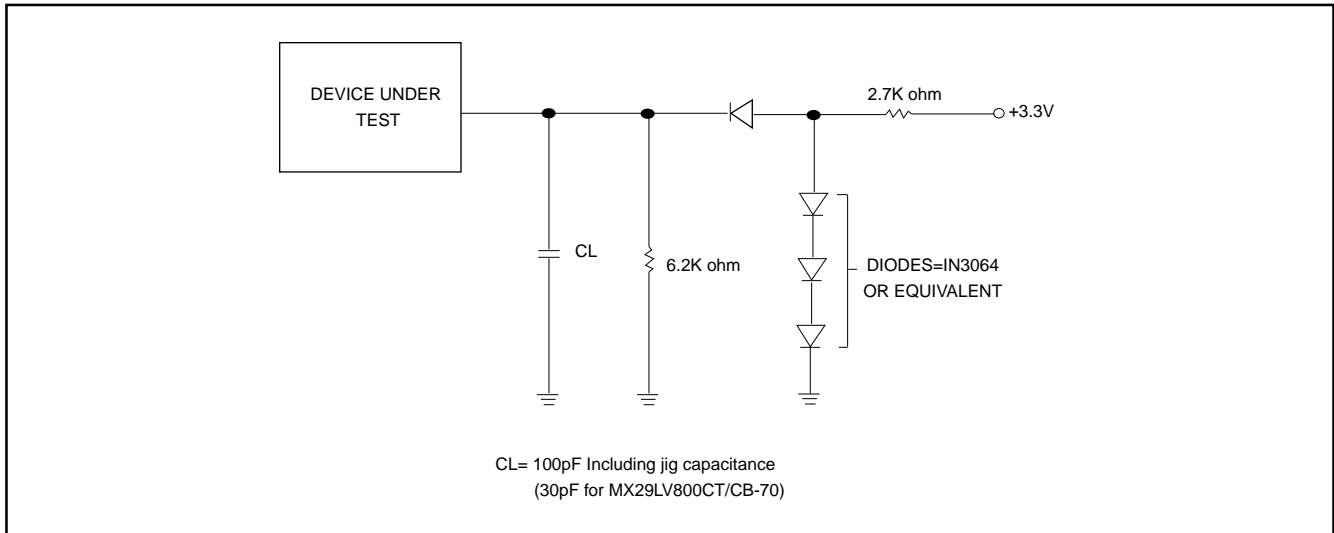 DEVICE UNDER
TEST
2.7K ohm
+3.3V
CL
6.2K ohm
DIODES=IN3064
OR EQUIVALENT
CL= 100pF Including jig capacitance
(30pF for MX29LV800CT/CB-70)